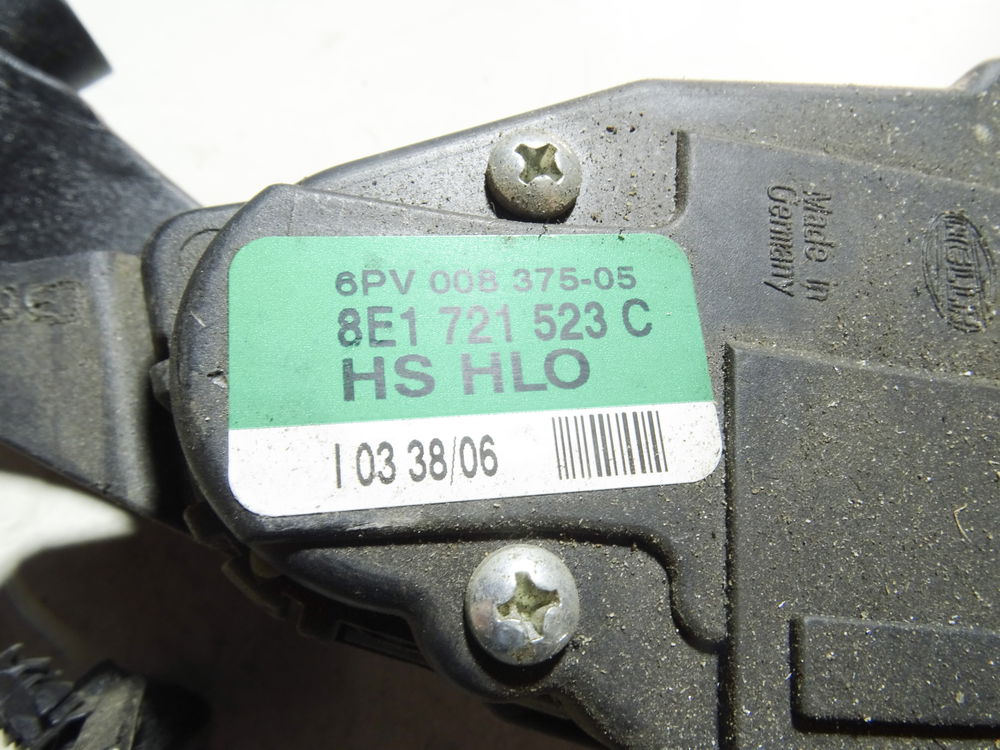 6PV 008 375-05
8E1 721 523 C
HS HLO
I 03 38/06
Made in
Germany